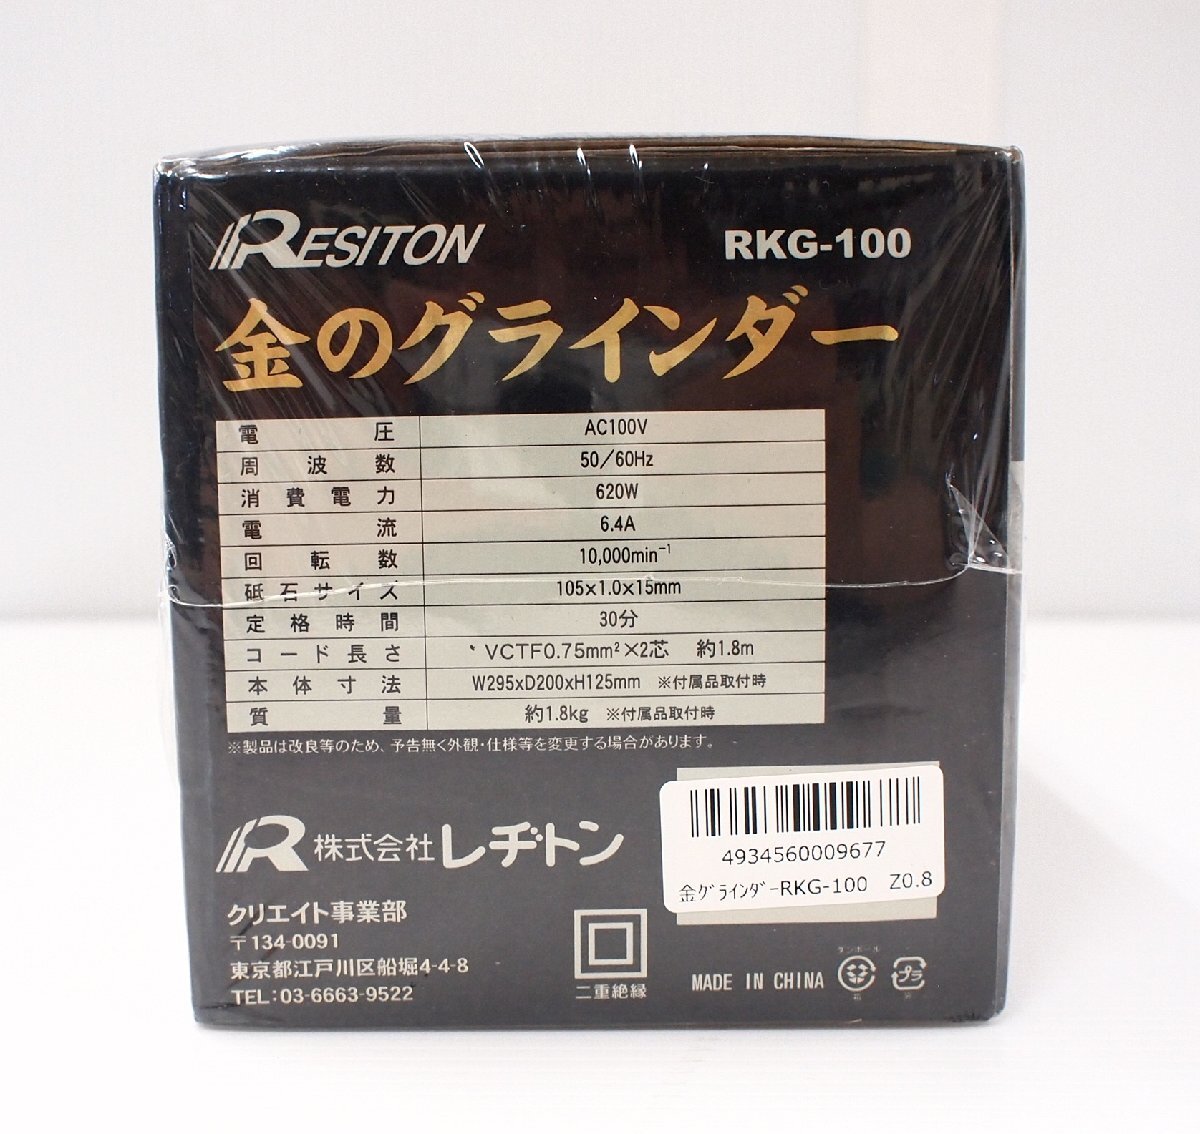 RESITON RKG-100
金のグラインダー
電圧 AC100V
周波数 50/60Hz
消費電力 620W
電流 6.4A
回転数 10,000min⁻¹
砥石サイズ 105×1.0×15mm
定格時間 30分
コード長さ VCTF0.75mm²×2芯 約1.8m
本体寸法 W295xD200xH125mm ※付属品取付時
質量 約1.8kg ※付属品取付時
※製品は改良等のため、予告無く外観・仕様等を変更する場合があります。
R 株式会社レヂトン
クリエイト事業部
〒134-0091
東京都江戸川区船堀4-4-8
TEL:03-6663-9522
二重絶縁
4934560009677
金ｸﾞﾗｲﾝﾀﾞｰRKG-100 Z0.8
MADE IN CHINA
ダンボール
プラ